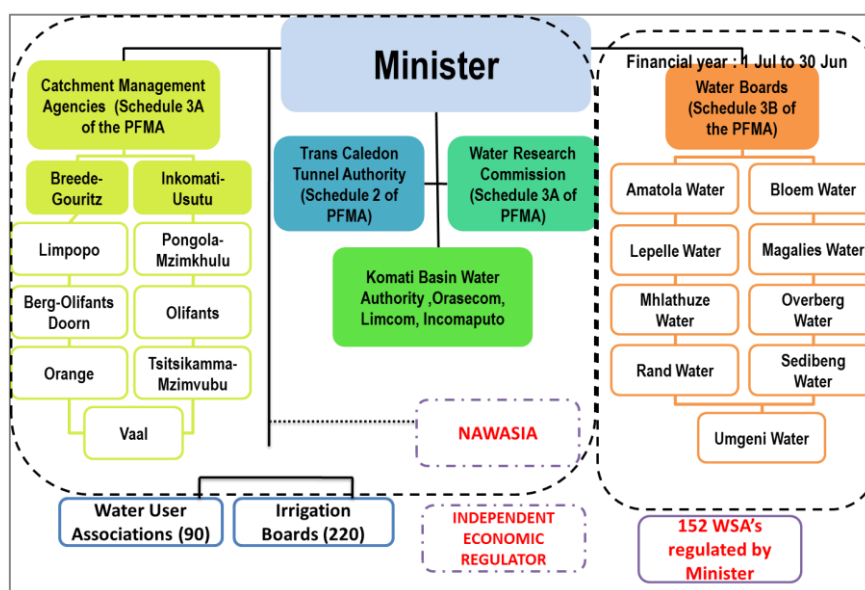 Minister
Financial year : 1 Jul to 30 Jun
Catchment Management
Agencies (Schedule 3A
of the PFMA)
Breede-
Gouritz
Inkomati-
Usutu
Limpopo
Pongola-
Mzimkhulu
Berg-Olifants
Doorn
Olifants
Orange
Tsitsikamma-
Mzimvubu
Vaal
Trans Caledon
Tunnel Authority
(Schedule 2 of
PFMA)
Water Research
Commission
(Schedule 3A of
PFMA)
Komati Basin Water
Authority ,Orasecom,
Limcom, Incomaputo
Water Boards
(Schedule 3B of
the PFMA)
Amatola Water
Bloem Water
Lepelle Water
Magalies Water
Mhlathuze
Water
Overberg
Water
Rand Water
Sedibeng
Water
Umgeni Water
NAWASIA
Water User
Associations (90)
Irrigation
Boards (220)
INDEPENDENT
ECONOMIC
REGULATOR
152 WSA's
regulated by
Minister